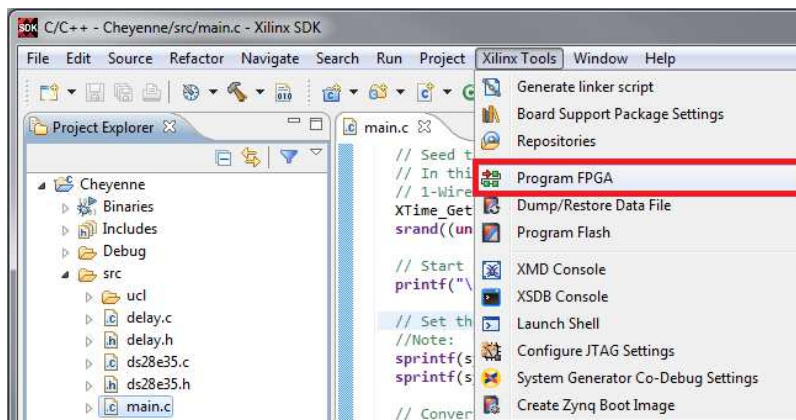 SDK C/C++ - Cheyenne/src/main.c - Xilinx SDK
File Edit Source Refactor Navigate Search Run Project Xilinx Tools Window Help
Project Explorer
main.c
Cheyenne
Binaries
Includes
Debug
src
ucl
delay.c
delay.h
ds28e35.c
ds28e35.h
main.c
// Seed t
// In thi
// 1-Wire
XTime_Get
srand((un
// Start
printf("\
// Set th
//Note:
sprintf(s
sprintf(s
// Conver
Generate linker script
Board Support Package Settings
Repositories
Program FPGA
Dump/Restore Data File
Program Flash
XMD Console
XSDB Console
Launch Shell
Configure JTAG Settings
System Generator Co-Debug Settings
Create Zynq Boot Image